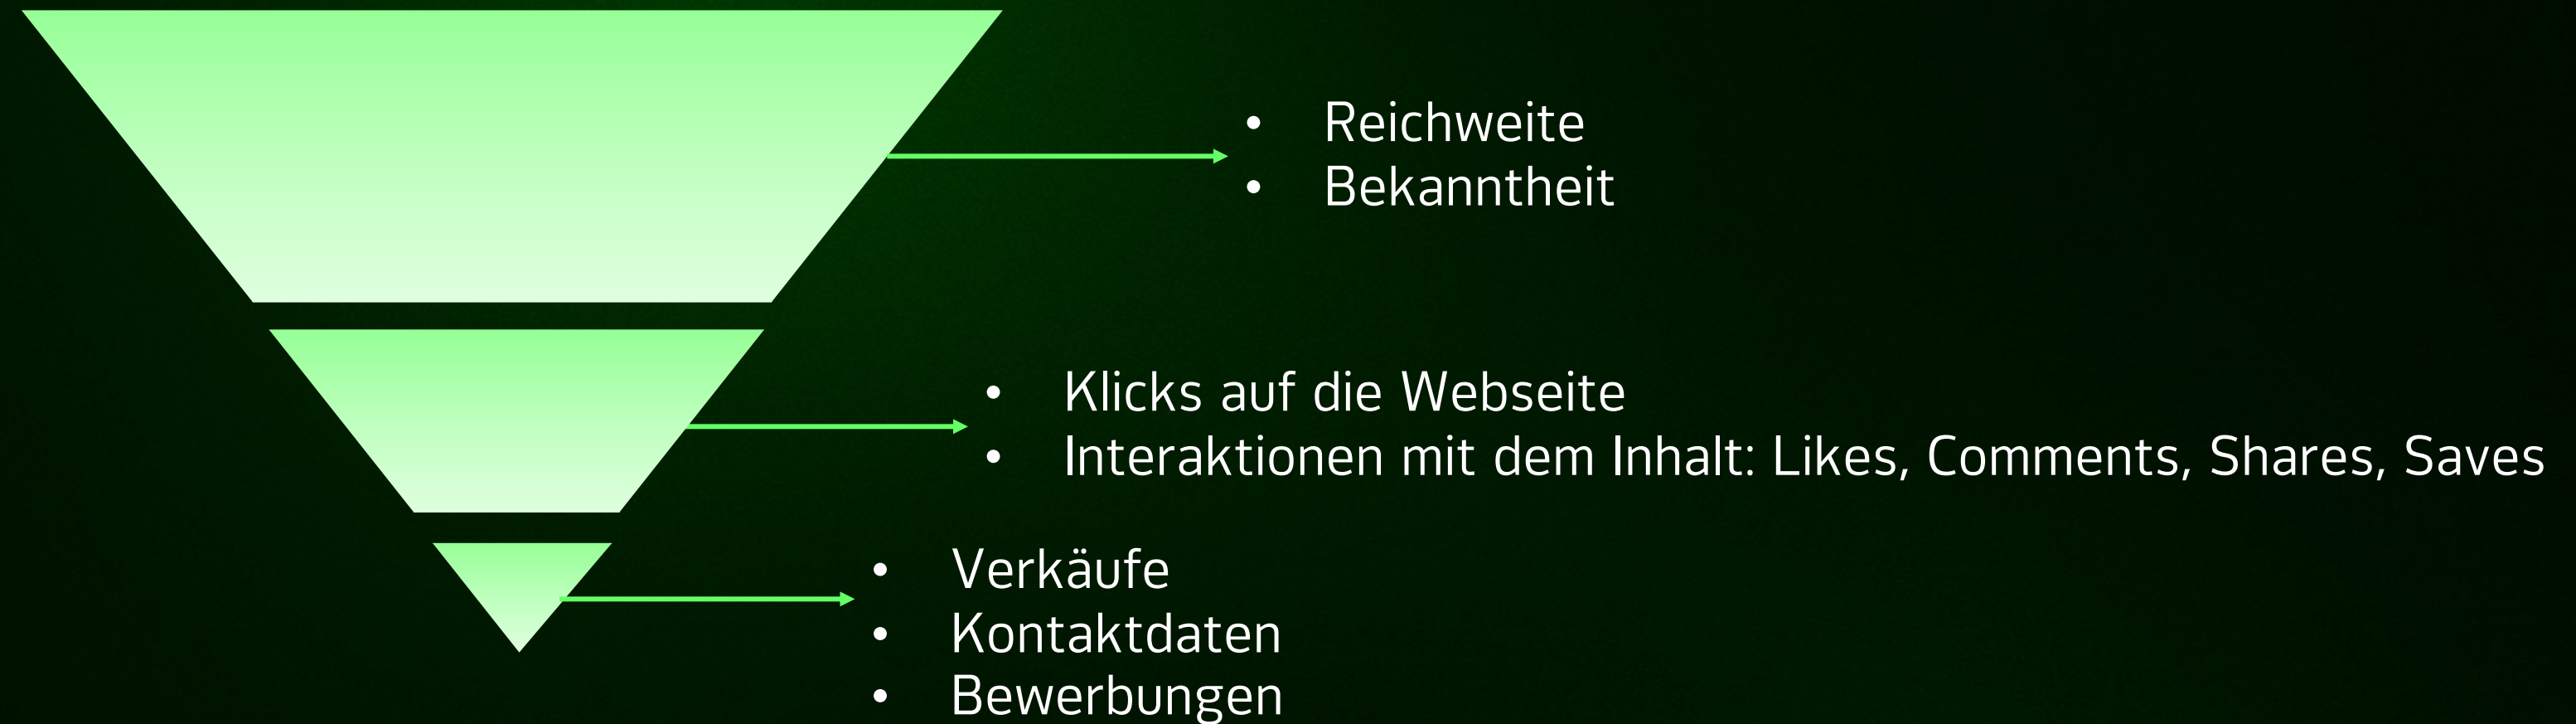 • Reichweite
• Bekanntheit
• Klicks auf die Webseite
• Interaktionen mit dem Inhalt: Likes, Comments, Shares, Saves
• Verkäufe
• Kontaktdaten
• Bewerbungen